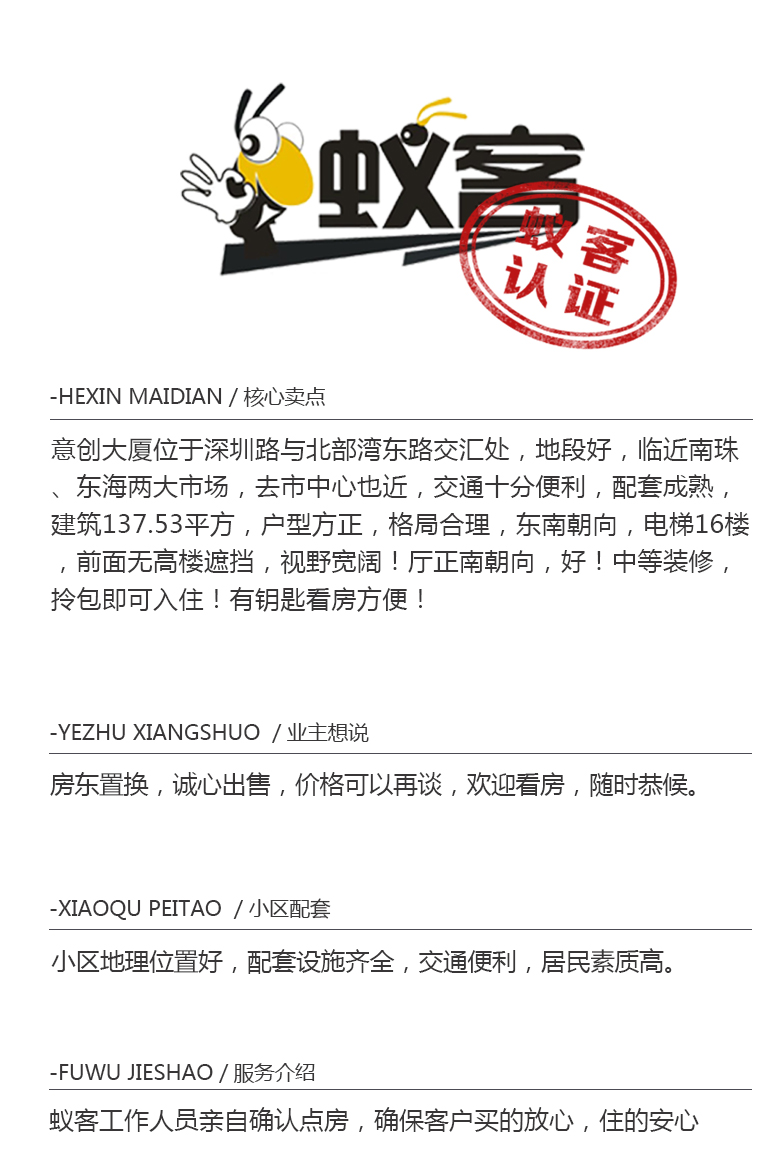 蚁客
蚁客
认证
-HEXIN MAIDIAN / 核心卖点
意创大厦位于深圳路与北部湾东路交汇处，地段好，临近南珠
、东海两大市场，去市中心也近，交通十分便利，配套成熟，
建筑137.53平方，户型方正，格局合理，东南朝向，电梯16楼
，前面无高楼遮挡，视野宽阔！厅正南朝向，好！中等装修，
拎包即可入住！有钥匙看房方便！
-YEZHU XIANGSHUO / 业主想说
房东置换，诚心出售，价格可以再谈，欢迎看房，随时恭候。
-XIAOQU PEITAO / 小区配套
小区地理位置好，配套设施齐全，交通便利，居民素质高。
-FUWU JIESHAO / 服务介绍
蚁客工作人员亲自确认点房，确保客户买的放心，住的安心